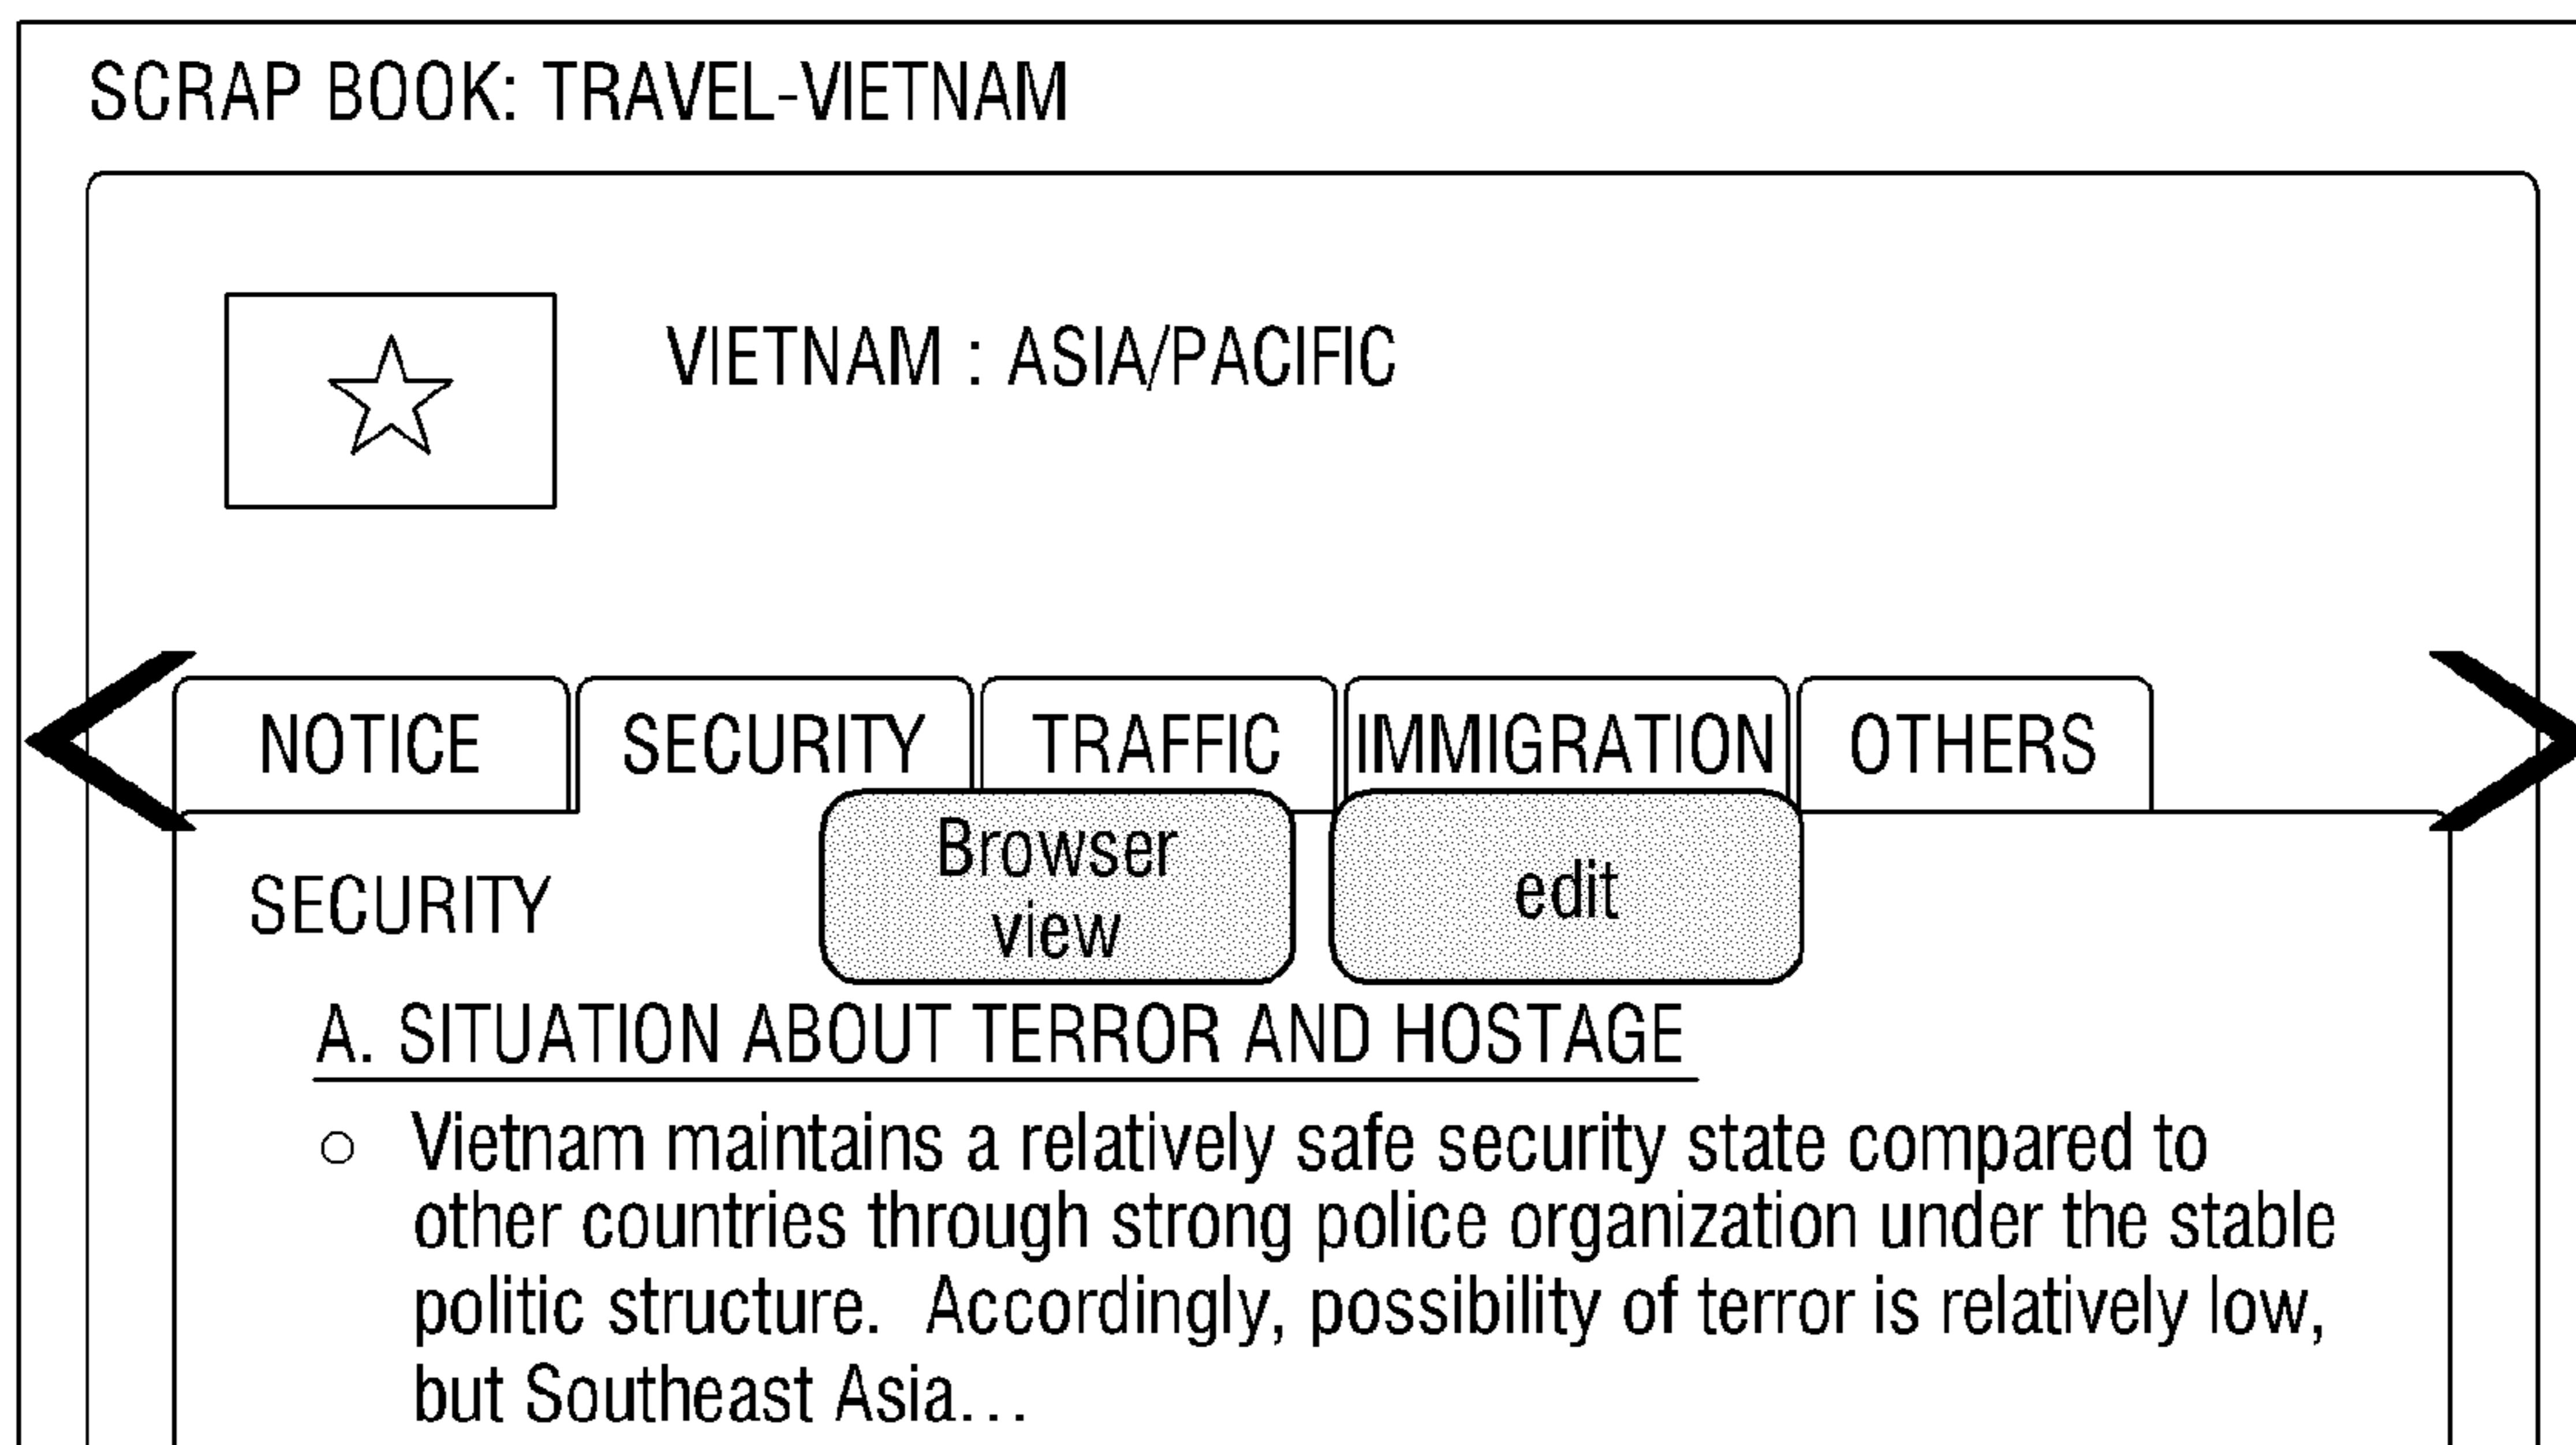 SCRAP BOOK: TRAVEL-VIETNAM
VIETNAM : ASIA/PACIFIC
NOTICE SECURITY TRAFFIC IMMIGRATION OTHERS
Browser
view
edit
SECURITY
A. SITUATION ABOUT TERROR AND HOSTAGE
○ Vietnam maintains a relatively safe security state compared to
other countries through strong police organization under the stable
politic structure. Accordingly, possibility of terror is relatively low,
but Southeast Asia...